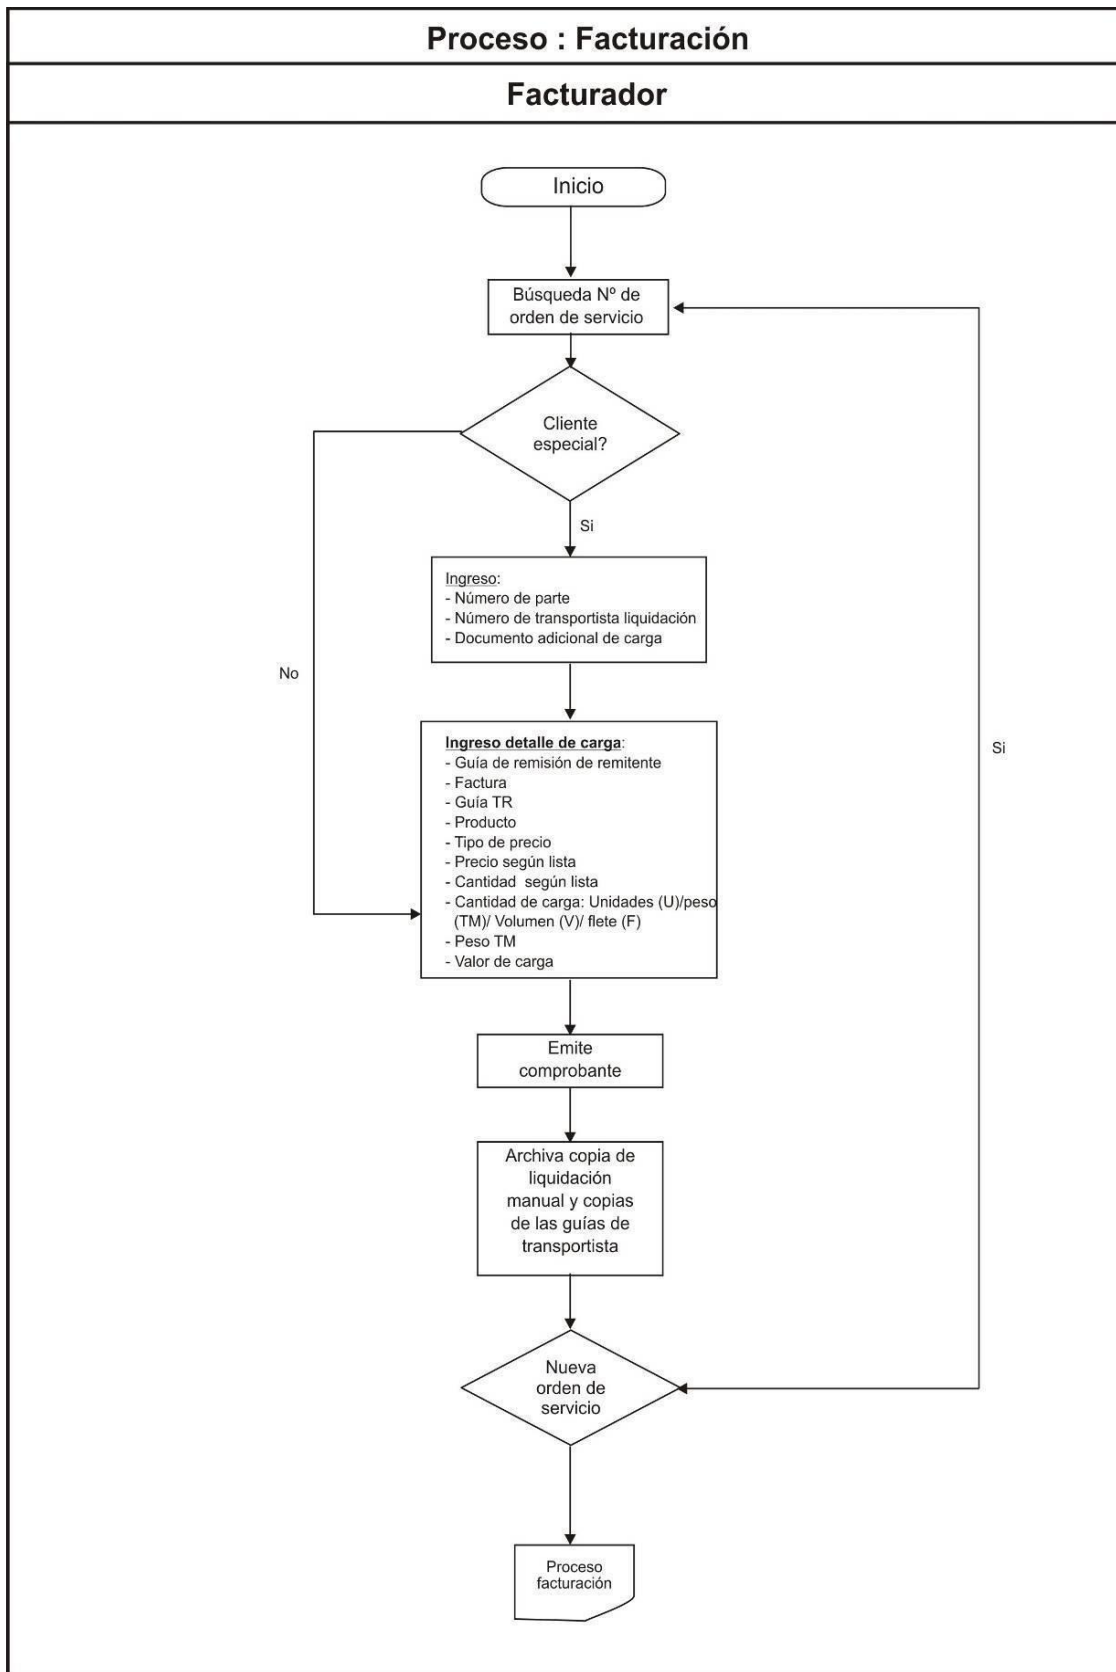 Proceso : Facturación
Facturador
Inicio
Búsqueda Nº de
orden de servicio
Cliente
especial?
Si
Ingreso:
- Número de parte
- Número de transportista liquidación
- Documento adicional de carga
No
Ingreso detalle de carga:
- Guía de remisión de remitente
- Factura
- Guía TR
- Producto
- Tipo de precio
- Precio según lista
- Cantidad según lista
- Cantidad de carga: Unidades (U)/peso
(TM)/ Volumen (V)/ flete (F)
- Peso TM
- Valor de carga
Si
Emite
comprobante
Archiva copia de
liquidación
manual y copias
de las guías de
transportista
Nueva
orden de
servicio
Proceso
facturación